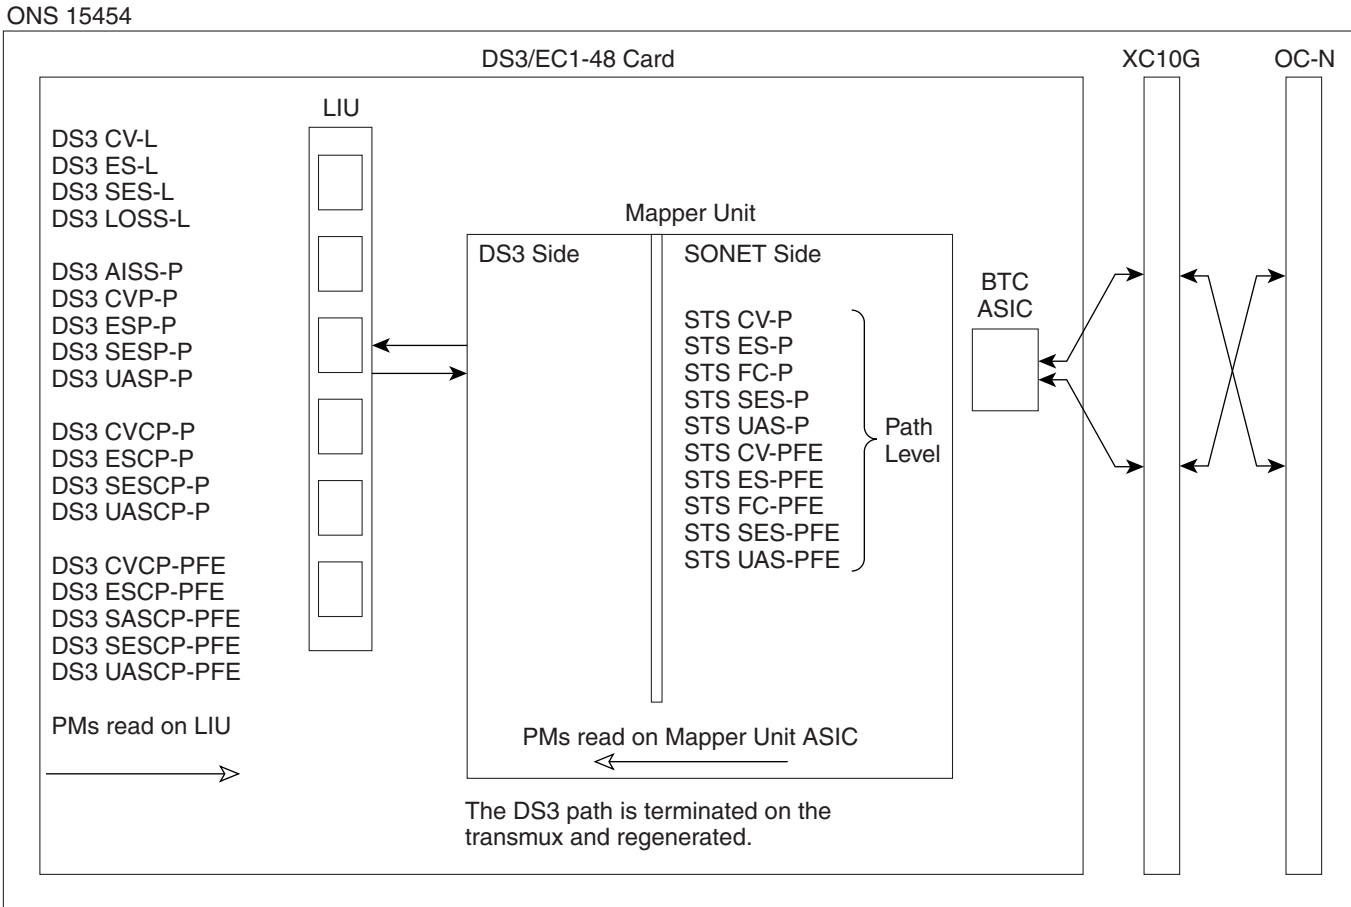 ONS 15454
DS3/EC1-48 Card
XC10G
OC-N
LIU
DS3 CV-L
DS3 ES-L
DS3 SES-L
DS3 LOSS-L
DS3 AISS-P
DS3 CVP-P
DS3 ESP-P
DS3 SESP-P
DS3 UASP-P
DS3 CVCP-P
DS3 ESCP-P
DS3 SESCP-P
DS3 UASCP-P
DS3 CVCP-PFE
DS3 ESCP-PFE
DS3 SASCP-PFE
DS3 SESCP-PFE
DS3 UASCP-PFE
PMs read on LIU
Mapper Unit
DS3 Side
SONET Side
STS CV-P
STS ES-P
STS FC-P
STS SES-P
STS UAS-P
STS CV-PFE
STS ES-PFE
STS FC-PFE
STS SES-PFE
STS UAS-PFE
Path
Level
PMs read on Mapper Unit ASIC
The DS3 path is terminated on the
transmux and regenerated.
BTC
ASIC